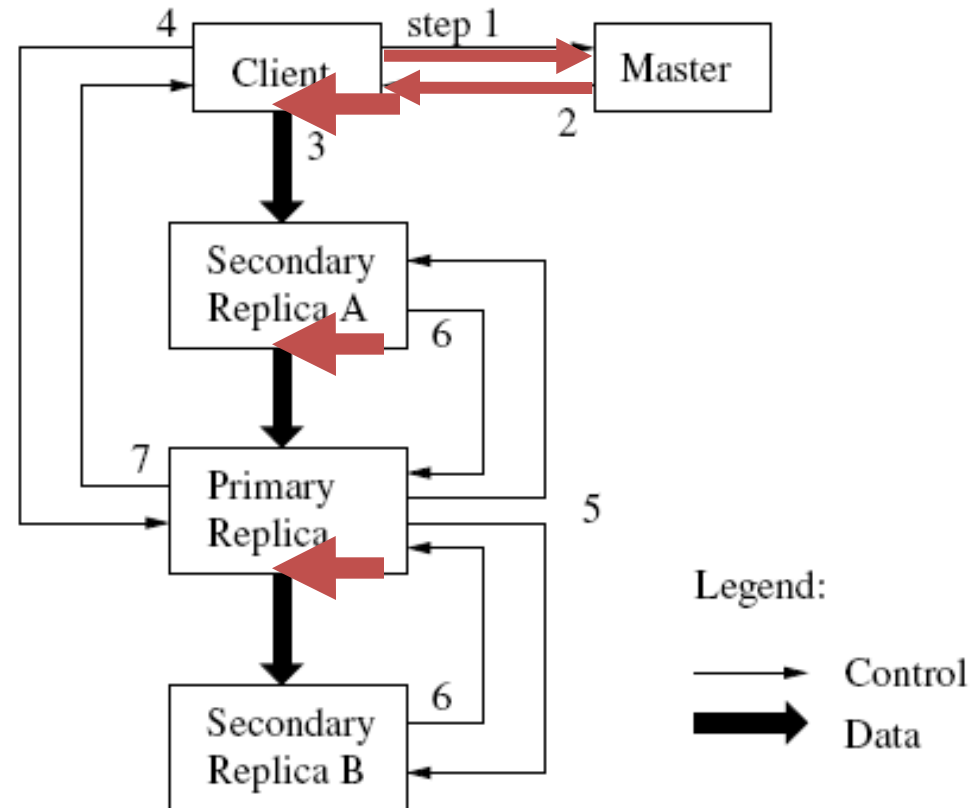 4
step 1
Client
Master
2
3
Secondary
Replica A
6
7
Primary
Replica
5
Legend:
Control
6
Secondary
Replica B
Data